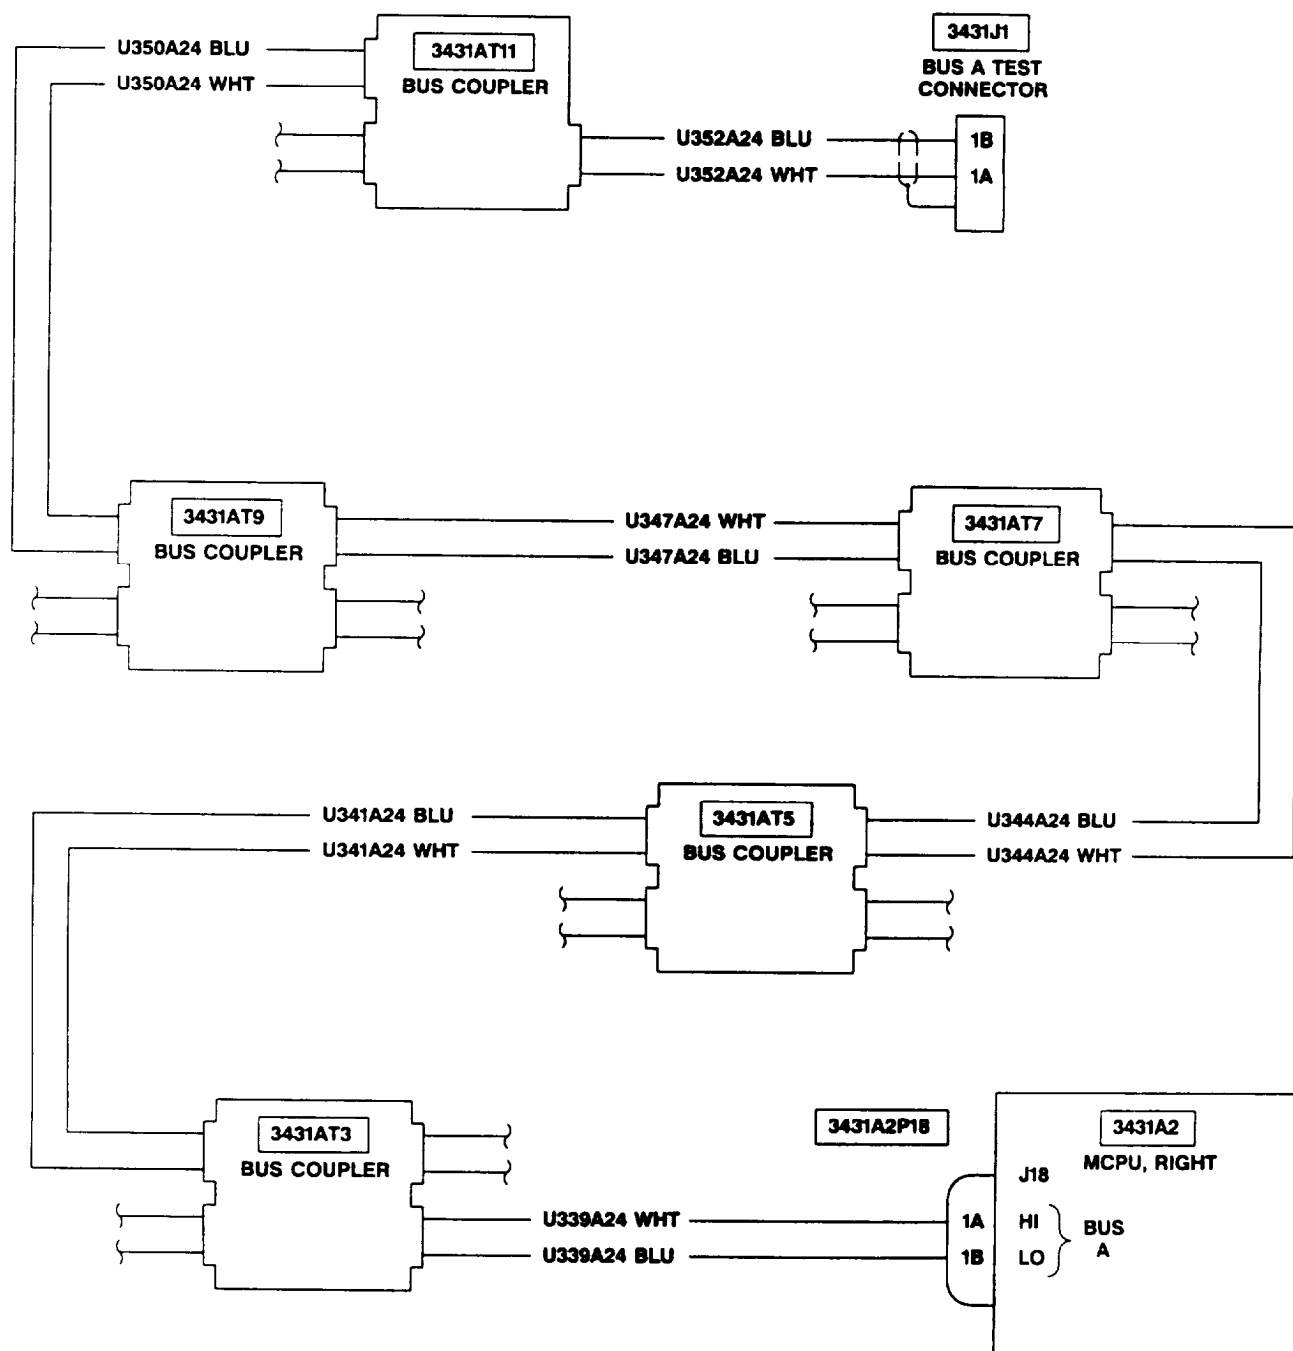 U350A24 BLU
U350A24 WHT
3431AT11
BUS COUPLER
3431J1
BUS A TEST
CONNECTOR
U352A24 BLU
1B
U352A24 WHT
1A
3431AT9
BUS COUPLER
U347A24 WHT
U347A24 BLU
3431AT7
BUS COUPLER
U341A24 BLU
U341A24 WHT
3431AT5
BUS COUPLER
U344A24 BLU
U344A24 WHT
3431AT3
BUS COUPLER
3431A2P18
3431A2
MCPU, RIGHT
J18
U339A24 WHT
1A
HI
U339A24 BLU
1B
LO
BUS
A